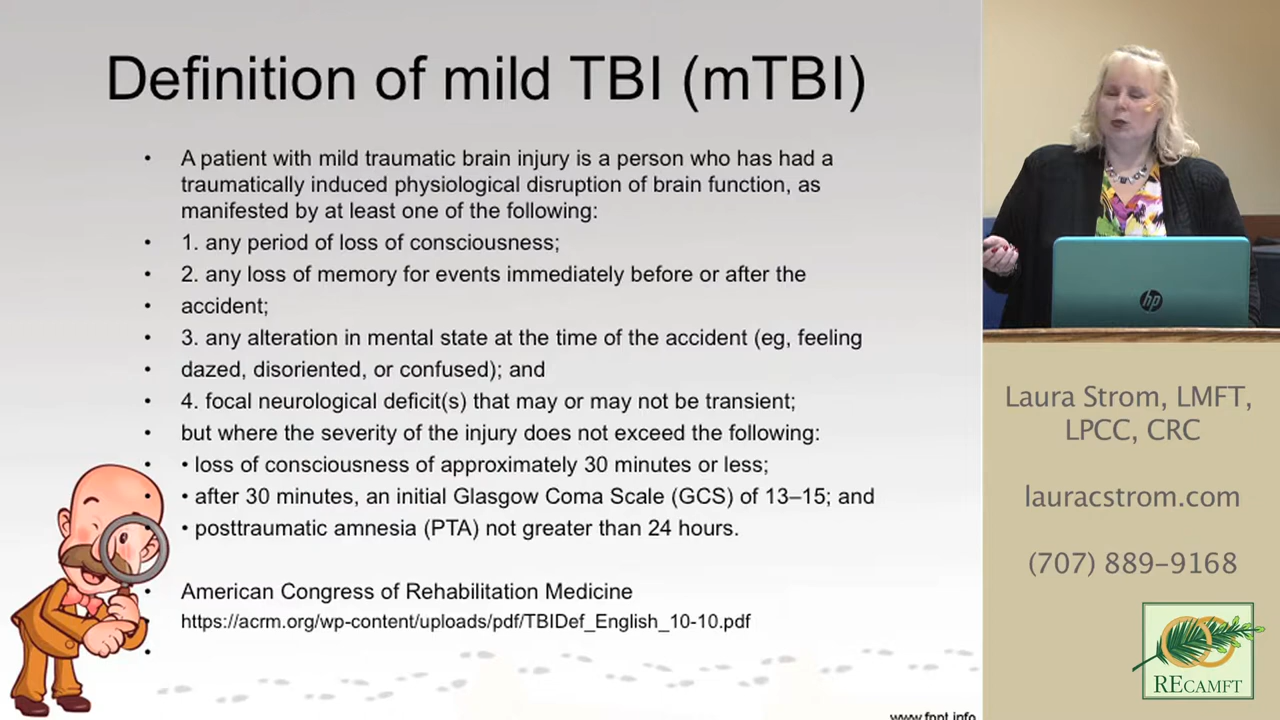 Definition of mild TBI (mTBI)
• A patient with mild traumatic brain injury is a person who has had a
traumatically induced physiological disruption of brain function, as
manifested by at least one of the following:
• 1. any period of loss of consciousness;
• 2. any loss of memory for events immediately before or after the
• accident;
• 3. any alteration in mental state at the time of the accident (eg, feeling
• dazed, disoriented, or confused); and
• 4. focal neurological deficit(s) that may or may not be transient;
• but where the severity of the injury does not exceed the following:
• • loss of consciousness of approximately 30 minutes or less;
• • after 30 minutes, an initial Glasgow Coma Scale (GCS) of 13–15; and
• • posttraumatic amnesia (PTA) not greater than 24 hours.
• American Congress of Rehabilitation Medicine
https://acrm.org/wp-content/uploads/pdf/TBIDef_English_10-10.pdf
www.fppt.info
hp
Laura Strom, LMFT,
LPCC, CRC
lauracstrom.com
(707) 889-9168
RECAMFT